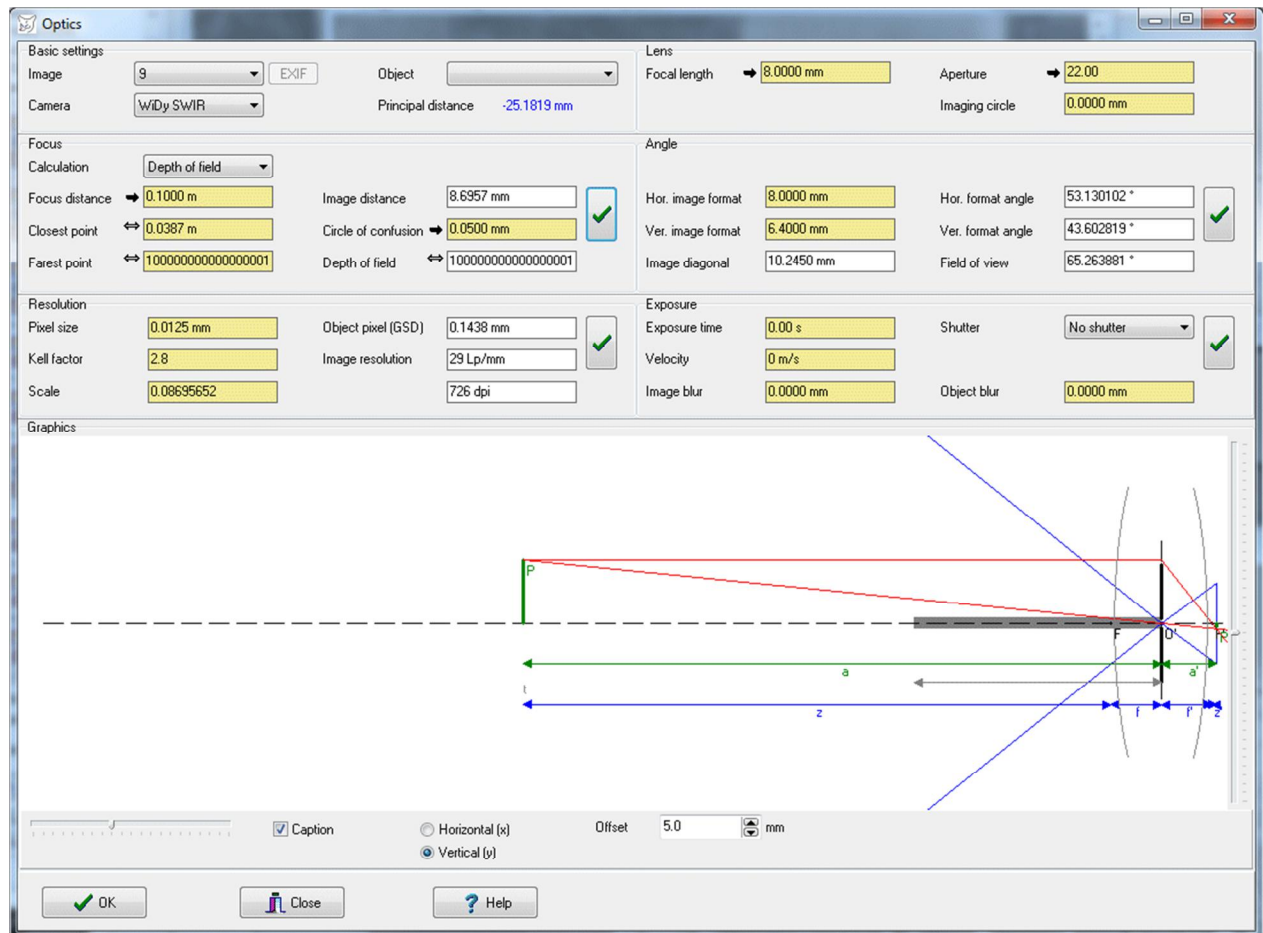 Optics
Basic settings
Image 9 EXIF Object
Camera WiDy SWIR Principal distance -25.1819 mm
Lens
Focal length 8.0000 mm Aperture 22.00
Imaging circle 0.0000 mm
Focus
Calculation Depth of field
Focus distance 0.1000 m Image distance 8.6957 mm
Closest point 0.0387 m Circle of confusion 0.0500 mm
Farest point 100000000000000001 Depth of field 100000000000000001
Angle
Hor. image format 8.0000 mm Hor. format angle 53.130102 °
Ver. image format 6.4000 mm Ver. format angle 43.602819 °
Image diagonal 10.2450 mm Field of view 65.263881 °
Resolution
Pixel size 0.0125 mm Object pixel (GSD) 0.1438 mm
Kell factor 2.8 Image resolution 29 Lp/mm
Scale 0.08695652 726 dpi
Exposure
Exposure time 0.00 s Shutter No shutter
Velocity 0 m/s
Image blur 0.0000 mm Object blur 0.0000 mm
Graphics
P
F O'
a a'
t
z f f' z'
Caption Horizontal (x) Offset 5.0 mm
Vertical (y)
OK Close Help